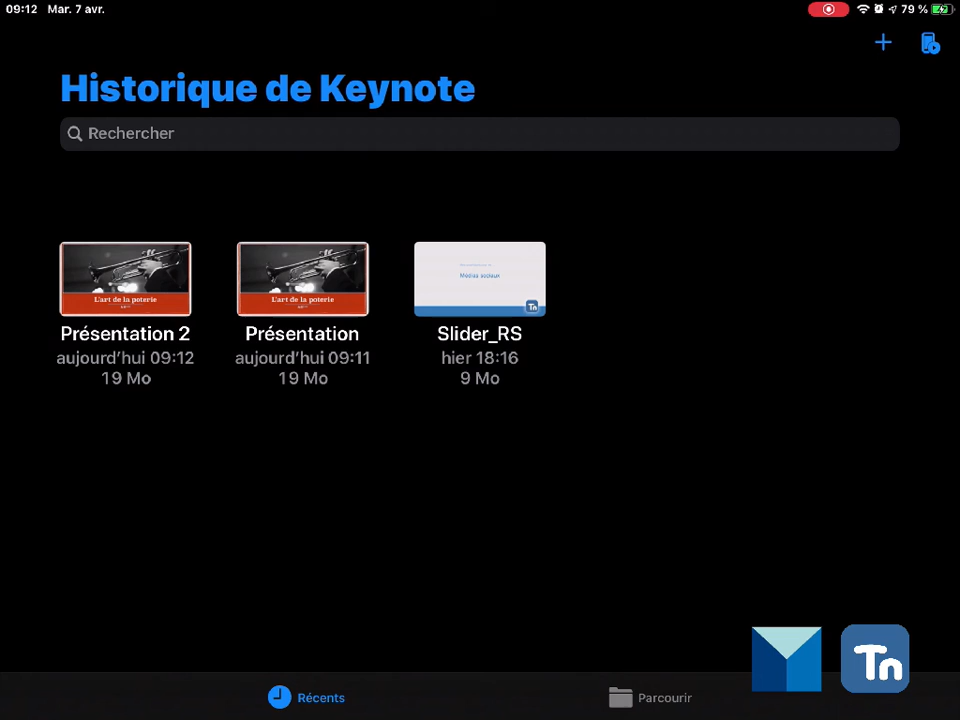 09:12 Mar. 7 avr.
79 %
Historique de Keynote
Rechercher
L'art de la poterie
L'art de la poterie
Médias sociaux
Tn
Présentation 2
Présentation
Slider_RS
aujourd'hui 09:12
aujourd'hui 09:11
hier 18:16
19 Mo
19 Mo
9 Mo
Tn
Récents
Parcourir